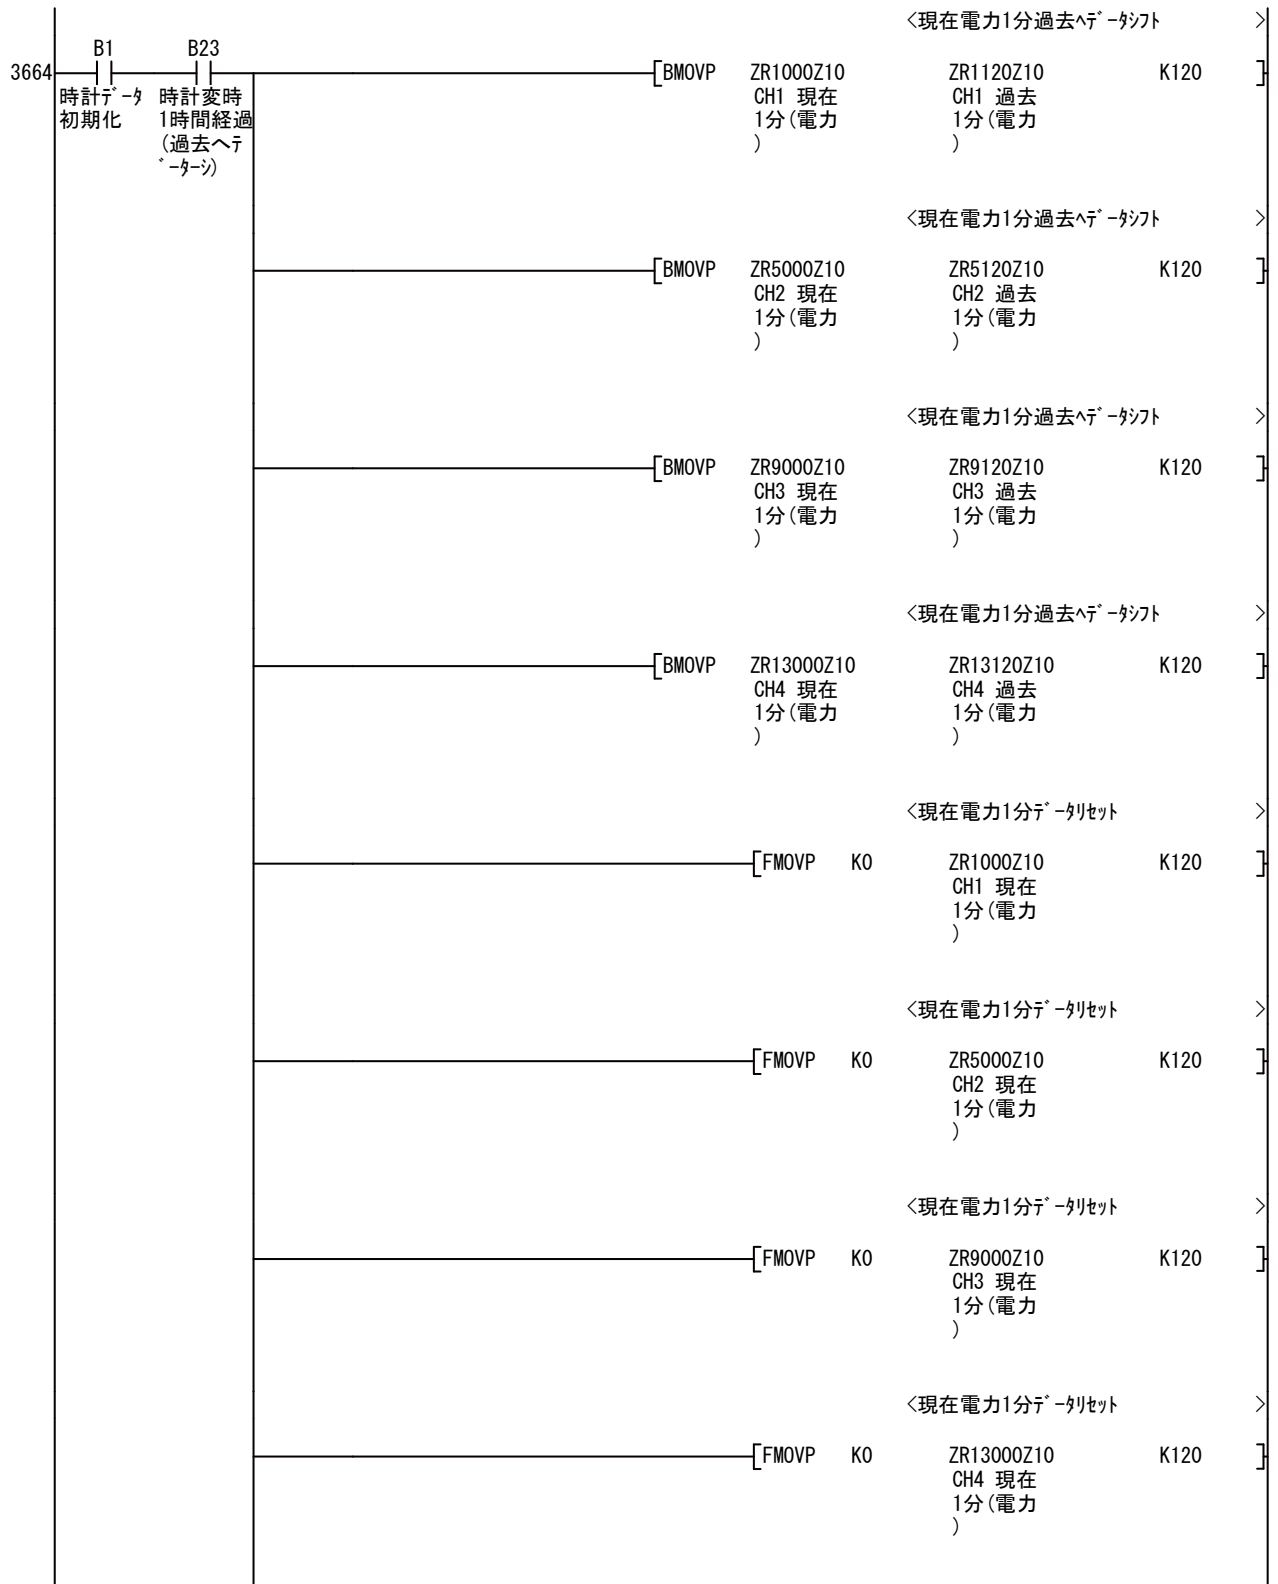 <現在電力1分過去ﾍﾃﾞｰﾀｼﾌﾄ >
B1 B23
3664 BMOVP ZR1000Z10 ZR1120Z10 K120
時計ﾃﾞｰﾀ 時計変時 CH1 現在 CH1 過去
初期化 1時間経過 1分(電力 1分(電力
(過去へﾃ ) )
ﾞｰﾀｰｼ)
<現在電力1分過去ﾍﾃﾞｰﾀｼﾌﾄ >
BMOVP ZR5000Z10 ZR5120Z10 K120
CH2 現在 CH2 過去
1分(電力 1分(電力
) )
<現在電力1分過去ﾍﾃﾞｰﾀｼﾌﾄ >
BMOVP ZR9000Z10 ZR9120Z10 K120
CH3 現在 CH3 過去
1分(電力 1分(電力
) )
<現在電力1分過去ﾍﾃﾞｰﾀｼﾌﾄ >
BMOVP ZR13000Z10 ZR13120Z10 K120
CH4 現在 CH4 過去
1分(電力 1分(電力
) )
<現在電力1分ﾃﾞｰﾀﾘｾｯﾄ >
FMOVP K0 ZR1000Z10 K120
CH1 現在
1分(電力
)
<現在電力1分ﾃﾞｰﾀﾘｾｯﾄ >
FMOVP K0 ZR5000Z10 K120
CH2 現在
1分(電力
)
<現在電力1分ﾃﾞｰﾀﾘｾｯﾄ >
FMOVP K0 ZR9000Z10 K120
CH3 現在
1分(電力
)
<現在電力1分ﾃﾞｰﾀﾘｾｯﾄ >
FMOVP K0 ZR13000Z10 K120
CH4 現在
1分(電力
)